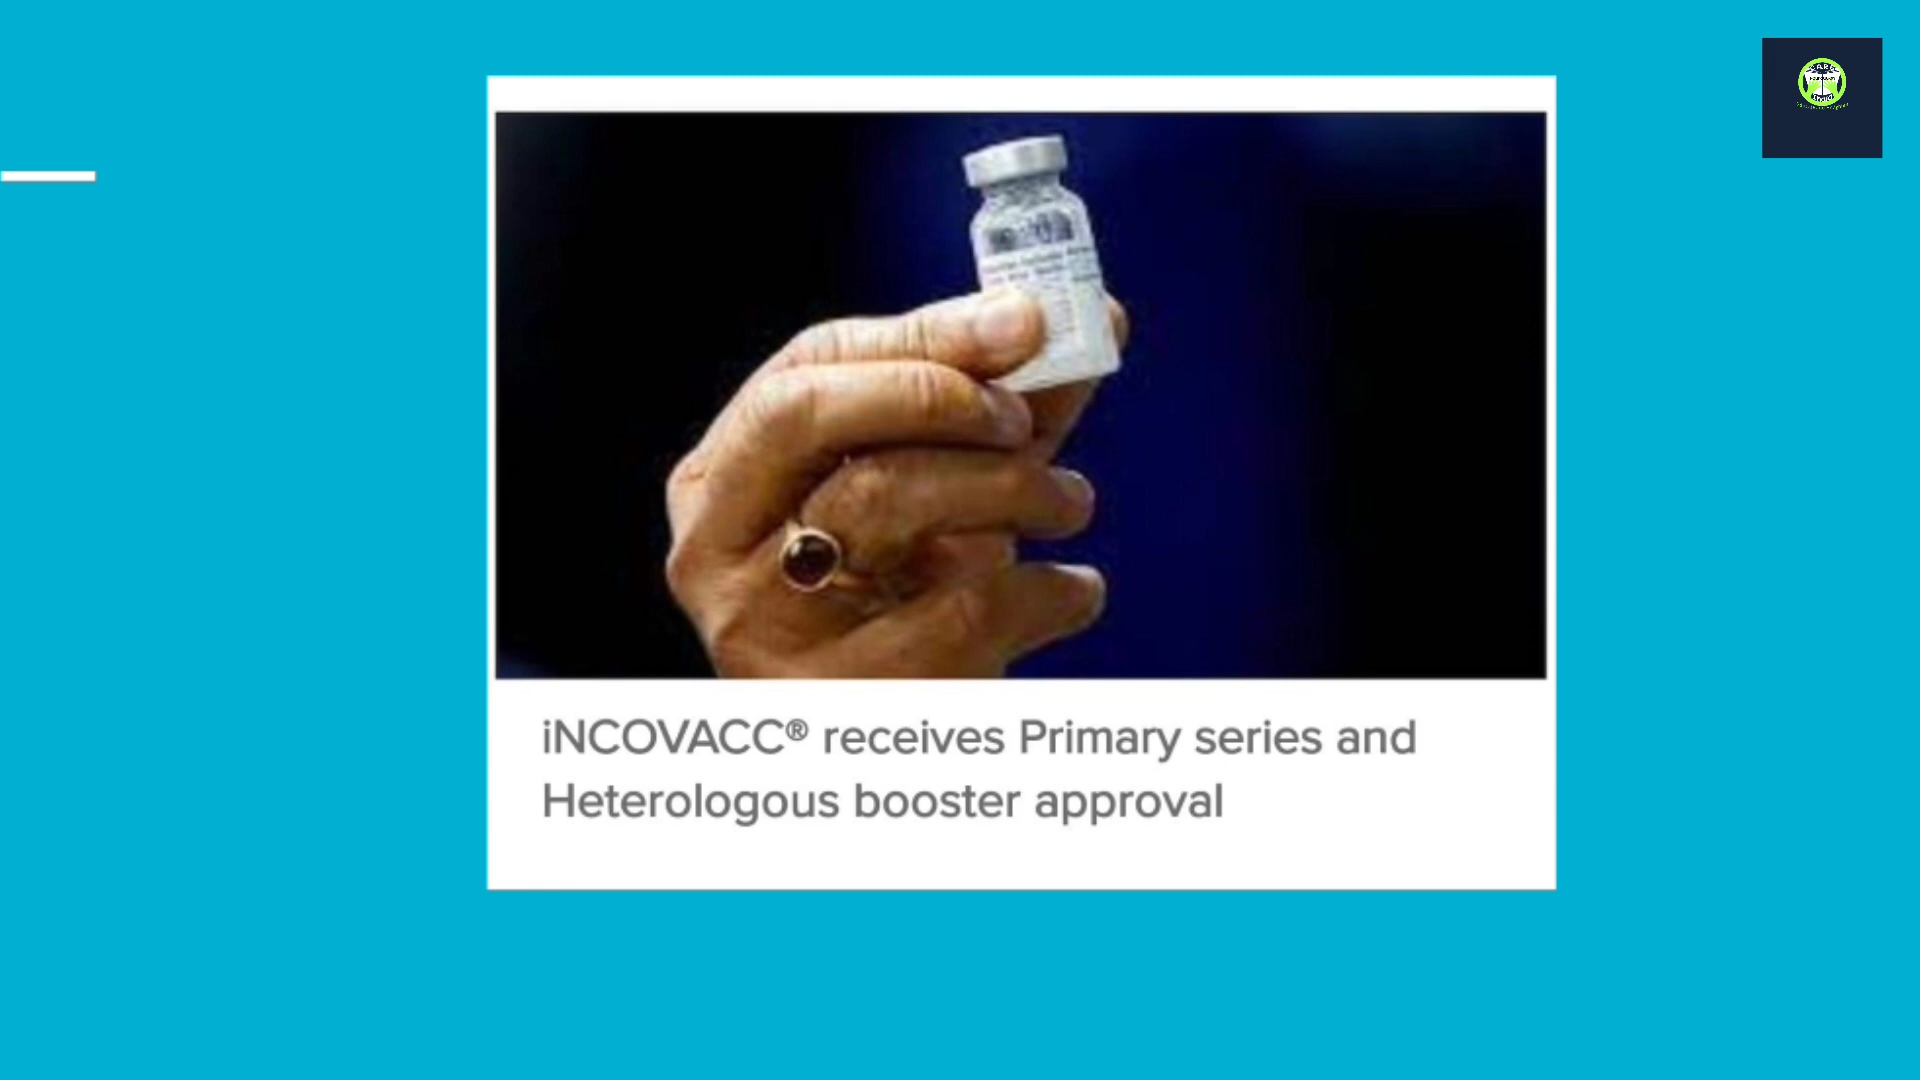 iNCOVACC® receives Primary series and
Heterologous booster approval